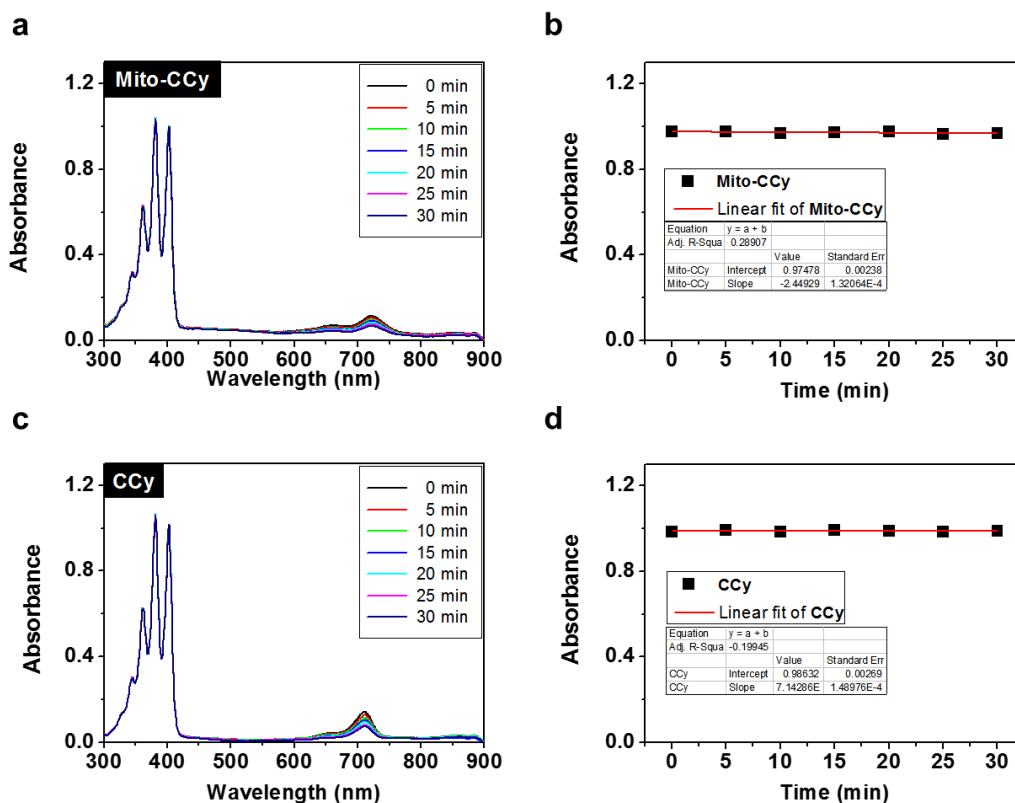 a
Mito-CCy
0 min
5 min
10 min
15 min
20 min
25 min
30 min
1.2
0.8
0.4
0.0
Absorbance
300 400 500 600 700 800 900
Wavelength (nm)
b
1.2
0.8
0.4
0.0
Absorbance
Mito-CCy
Linear fit of Mito-CCy
Equation y = a + b
Adj. R-Squa 0.28907
Value Standard Err
Mito-CCy Intercept 0.97478 0.00238
Mito-CCy Slope -2.44929 1.32064E-4
0 5 10 15 20 25 30
Time (min)
c
CCy
0 min
5 min
10 min
15 min
20 min
25 min
30 min
1.2
0.8
0.4
0.0
Absorbance
300 400 500 600 700 800 900
Wavelength (nm)
d
1.2
0.8
0.4
0.0
Absorbance
CCy
Linear fit of CCy
Equation y = a + b
Adj. R-Squa -0.19945
Value Standard Err
CCy Intercept 0.98632 0.00269
CCy Slope 7.14286E 1.48976E-4
0 5 10 15 20 25 30
Time (min)